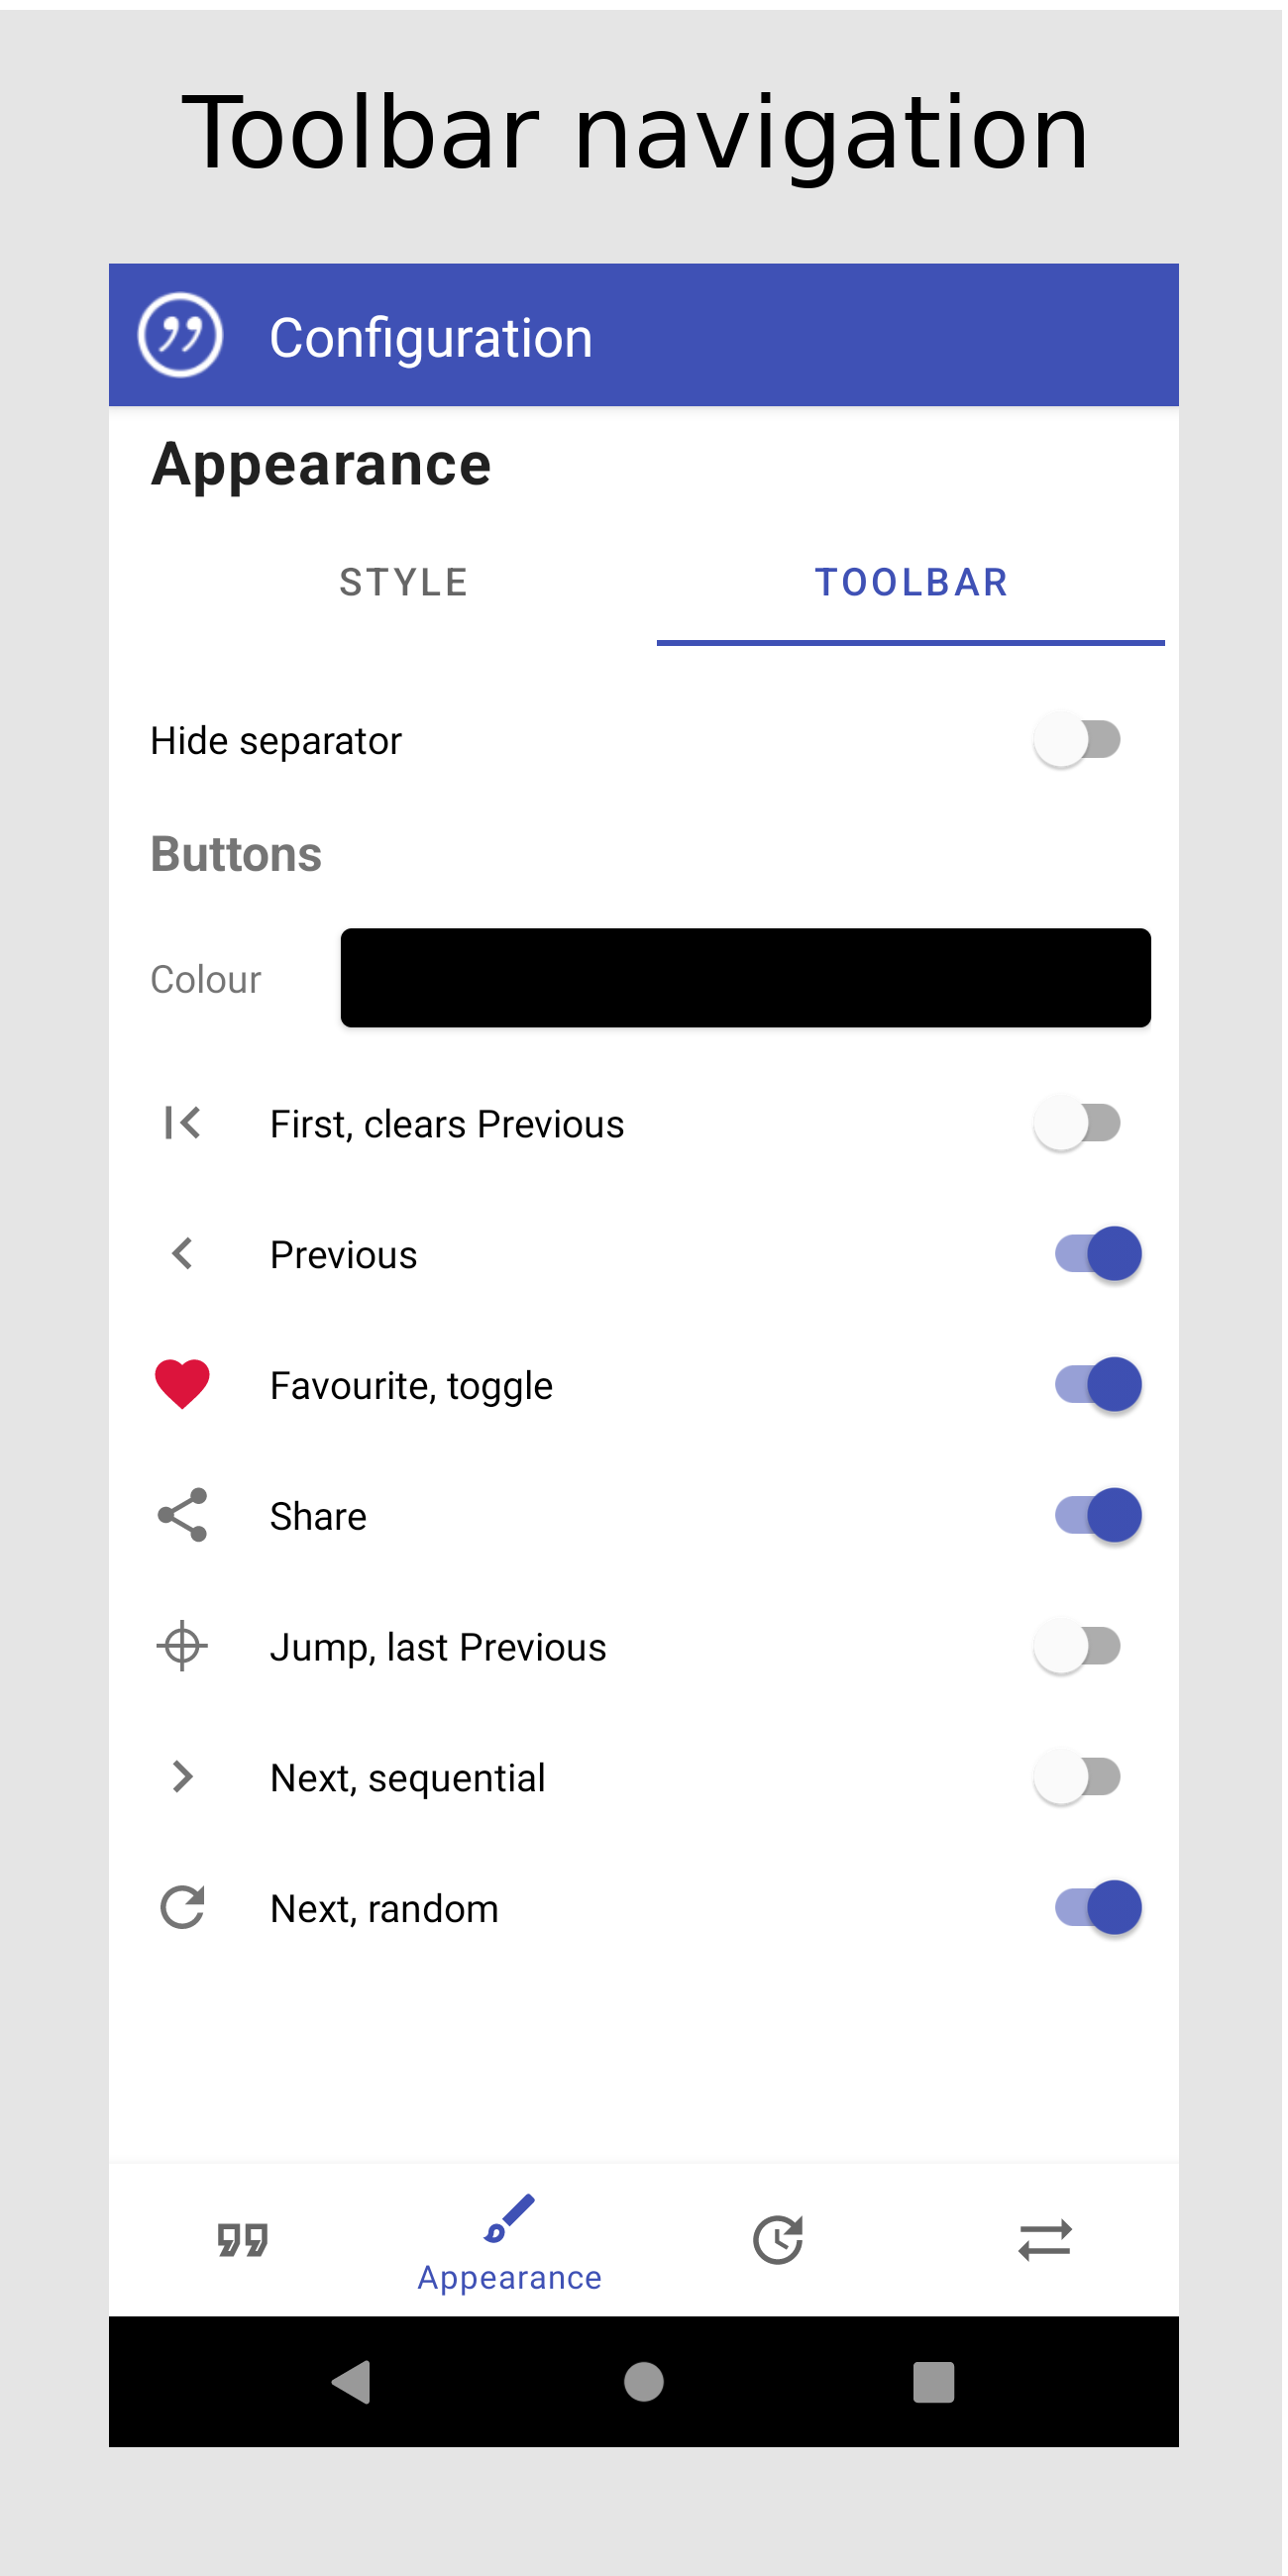 Toolbar navigation
Configuration
Appearance
STYLE TOOLBAR
Hide separator
Buttons
Colour
First, clears Previous
Previous
Favourite, toggle
Share
Jump, last Previous
Next, sequential
Next, random
Appearance